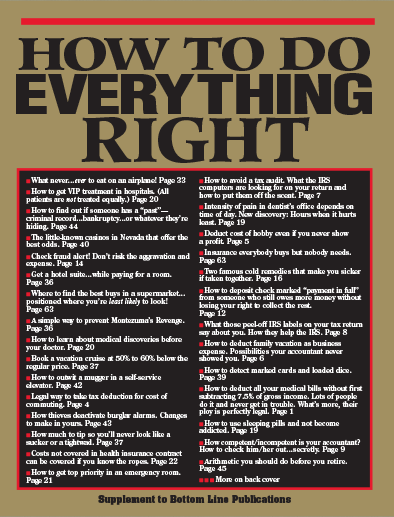 HOW TO DO
EVERYTHING
RIGHT
What never...ever to eat on an airplane! Page 33
How to get VIP treatment in hospitals. (All
patients are not treated equally.) Page 20
How to find out if someone has a "past"—
criminal record...bankruptcy...or whatever they're
hiding. Page 44
The little-known casinos in Nevada that offer the
best odds. Page 40
Check fraud alert! Don't risk the aggravation and
expense. Page 14
Get a hotel suite...while paying for a room.
Page 36
Where to find the best buys in a supermarket...
positioned where you're least likely to look!
Page 63
A simple way to prevent Montezuma's Revenge.
Page 36
How to learn about medical discoveries before
your doctor. Page 20
Book a vacation cruise at 50% to 60% below the
regular price. Page 37
How to outwit a mugger in a self-service
elevator. Page 42
Legal way to take tax deduction for cost of
commuting. Page 4
How thieves deactivate burglar alarms. Changes
to make in yours. Page 43
How much to tip so you'll never look like a
sucker or a tightwad. Page 37
Costs not covered in health insurance contract
can be covered if you know the ropes. Page 22
How to get top priority in an emergency room.
Page 21
How to avoid a tax audit. What the IRS
computers are looking for on your return and
how to put them off the scent. Page 7
Intensity of pain of dentist's office depends on
time of day. New discovery: Hours when it hurts
least. Page 19
Deduct cost of hobby even if you never show
a profit. Page 5
Insurance everybody buys but nobody needs.
Page 63
Two famous cold remedies that make you sicker
if taken together. Page 16
How to deposit check marked "payment in full"
from someone who still owes more money without
losing your right to collect the rest.
Page 12
What those peel-off IRS labels on your tax return
say about you. How they help the IRS. Page 8
How to deduct family vacation as business
expense. Possibilities your accountant never
showed you. Page 6
How to detect marked cards and loaded dice.
Page 39
How to deduct all your medical bills without first
subtracting 7.5% of gross income. Lots of people
do it and never get in trouble. What's more, their
ploy is perfectly legal. Page 1
How to use sleeping pills and not become
addicted. Page 19
How competent/incompetent is your accountant?
How to check him/her out...secretly. Page 9
Arithmetic you should do before you retire.
Page 45
More on back cover
Supplement to Bottom Line Publications